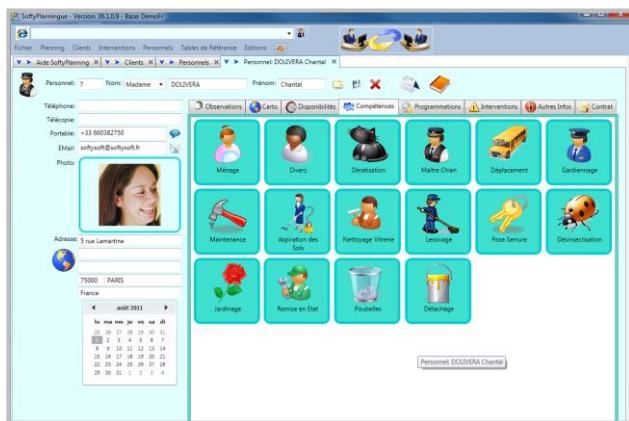 SoftyPlanningue - Version: 36.1.0.9 - Base: DemoFr
Fichier Planning Clients Interventions Personnels Tables de Référence Editions
Aide SoftyPlanning Clients Personnels Personnel: DOLIVERA Chantal
Personnel: 7 Nom: Madame DOLIVERA Prénom: Chantal
Observations Carto Disponibilités Compétences Programmations Interventions Autres Infos Contrat
Téléphone:
Télécopie:
Portable: +33 660382750
EMail: softysoft@softysoft.fr
Photo:
Ménage Divers Dératisation Maitre Chien Déplacement Gardiennage
Maintenance Aspiration des Sols Nettoyage Vitrerie Lessivage Pose Serrure Désinsectisation
Jardinage Remise en Etat Poubelles Détachage
Adresse: 5 rue Lamartine
75000 PARIS
France
août 2011
lu ma me je ve sa di
25 26 27 28 29 30 31
1 2 3 4 5 6 7
8 9 10 11 12 13 14
15 16 17 18 19 20 21
22 23 24 25 26 27 28
29 30 31 1 2 3 4
Personnel: DOLIVERA Chantal